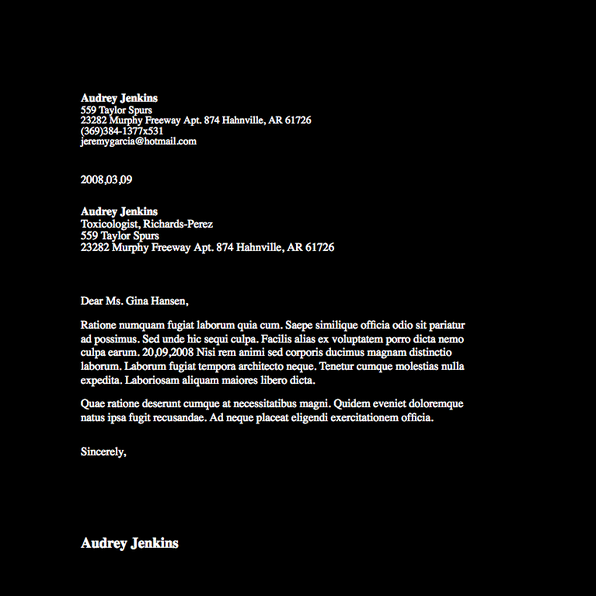 Audrey Jenkins
559 Taylor Spurs
23282 Murphy Freeway Apt. 874 Hahnville, AR 61726
(369)384-1377x531
jeremygarcia@hotmail.com
2008,03,09
Audrey Jenkins
Toxicologist, Richards-Perez
559 Taylor Spurs
23282 Murphy Freeway Apt. 874 Hahnville, AR 61726
Dear Ms. Gina Hansen,
Ratione numquam fugiat laborum quia cum. Saepe similique officia odio sit pariatur
ad possimus. Sed unde hic sequi culpa. Facilis alias ex voluptatem porro dicta nemo
culpa earum. 20,09,2008 Nisi rem animi sed corporis ducimus magnam distinctio
laborum. Laborum fugiat tempora architecto neque. Tenetur cumque molestias nulla
expedita. Laboriosam aliquam maiores libero dicta.
Quae ratione deserunt cumque at necessitatibus magni. Quidem eveniet doloremque
natus ipsa fugit recusandae. Ad neque placeat eligendi exercitationem officia.
Sincerely,
Audrey Jenkins